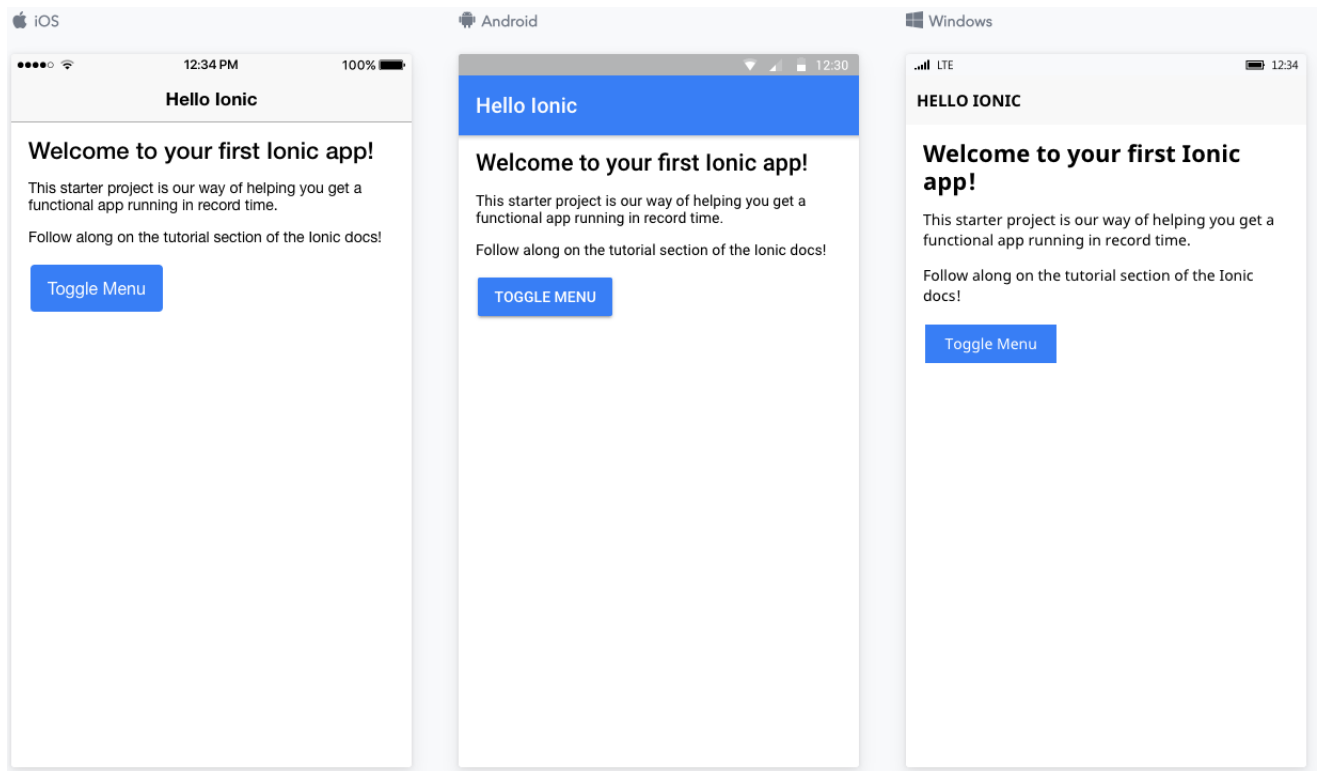 iOS
12:34 PM
100%
Hello Ionic
Welcome to your first Ionic app!
This starter project is our way of helping you get a
functional app running in record time.
Follow along on the tutorial section of the Ionic docs!
Toggle Menu
Android
12:30
Hello Ionic
Welcome to your first Ionic app!
This starter project is our way of helping you get a
functional app running in record time.
Follow along on the tutorial section of the Ionic docs!
TOGGLE MENU
Windows
LTE
12:34
HELLO IONIC
Welcome to your first Ionic
app!
This starter project is our way of helping you get a
functional app running in record time.
Follow along on the tutorial section of the Ionic
docs!
Toggle Menu